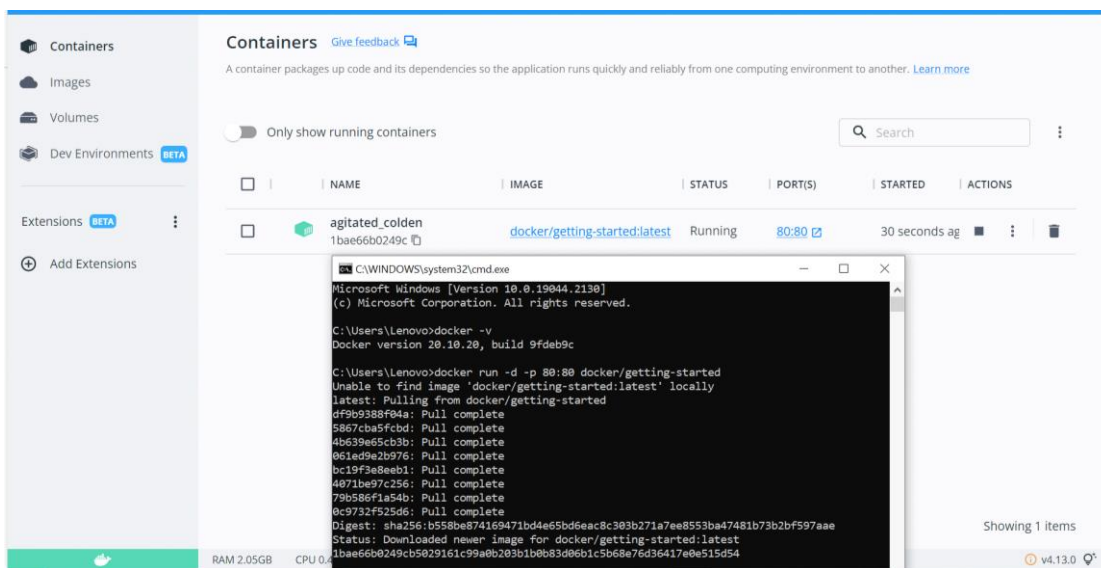 Containers
Images
Volumes
Dev Environments BETA
Extensions BETA
Add Extensions
Containers Give feedback
A container packages up code and its dependencies so the application runs quickly and reliably from one computing environment to another. Learn more
Only show running containers
Search
NAME IMAGE STATUS PORT(S) STARTED ACTIONS
agitated_colden
1bae66b0249c
docker/getting-started:latest Running 80:80 30 seconds ag
C:\WINDOWS\system32\cmd.exe
Microsoft Windows [Version 10.0.19044.2130]
(c) Microsoft Corporation. All rights reserved.
C:\Users\Lenovo>docker -v
Docker version 20.10.20, build 9fdeb9c
C:\Users\Lenovo>docker run -d -p 80:80 docker/getting-started
Unable to find image 'docker/getting-started:latest' locally
latest: Pulling from docker/getting-started
df9b9388f04a: Pull complete
5867cba5fcbd: Pull complete
4b639e65cb3b: Pull complete
061ed9e2b976: Pull complete
bc19f3e8eeb1: Pull complete
4071be97c256: Pull complete
79b586f1a54b: Pull complete
0c9732f525d6: Pull complete
Digest: sha256:b558be874169471bd4e65bd6eac8c303b271a7ee8553ba47481b73b2bf597aae
Status: Downloaded newer image for docker/getting-started:latest
1bae66b0249cb5029161c99a0b203b1b0b83d06b1c5b68e76d36417e0e515d54
Showing 1 items
RAM 2.05GB CPU 0.4
v4.13.0